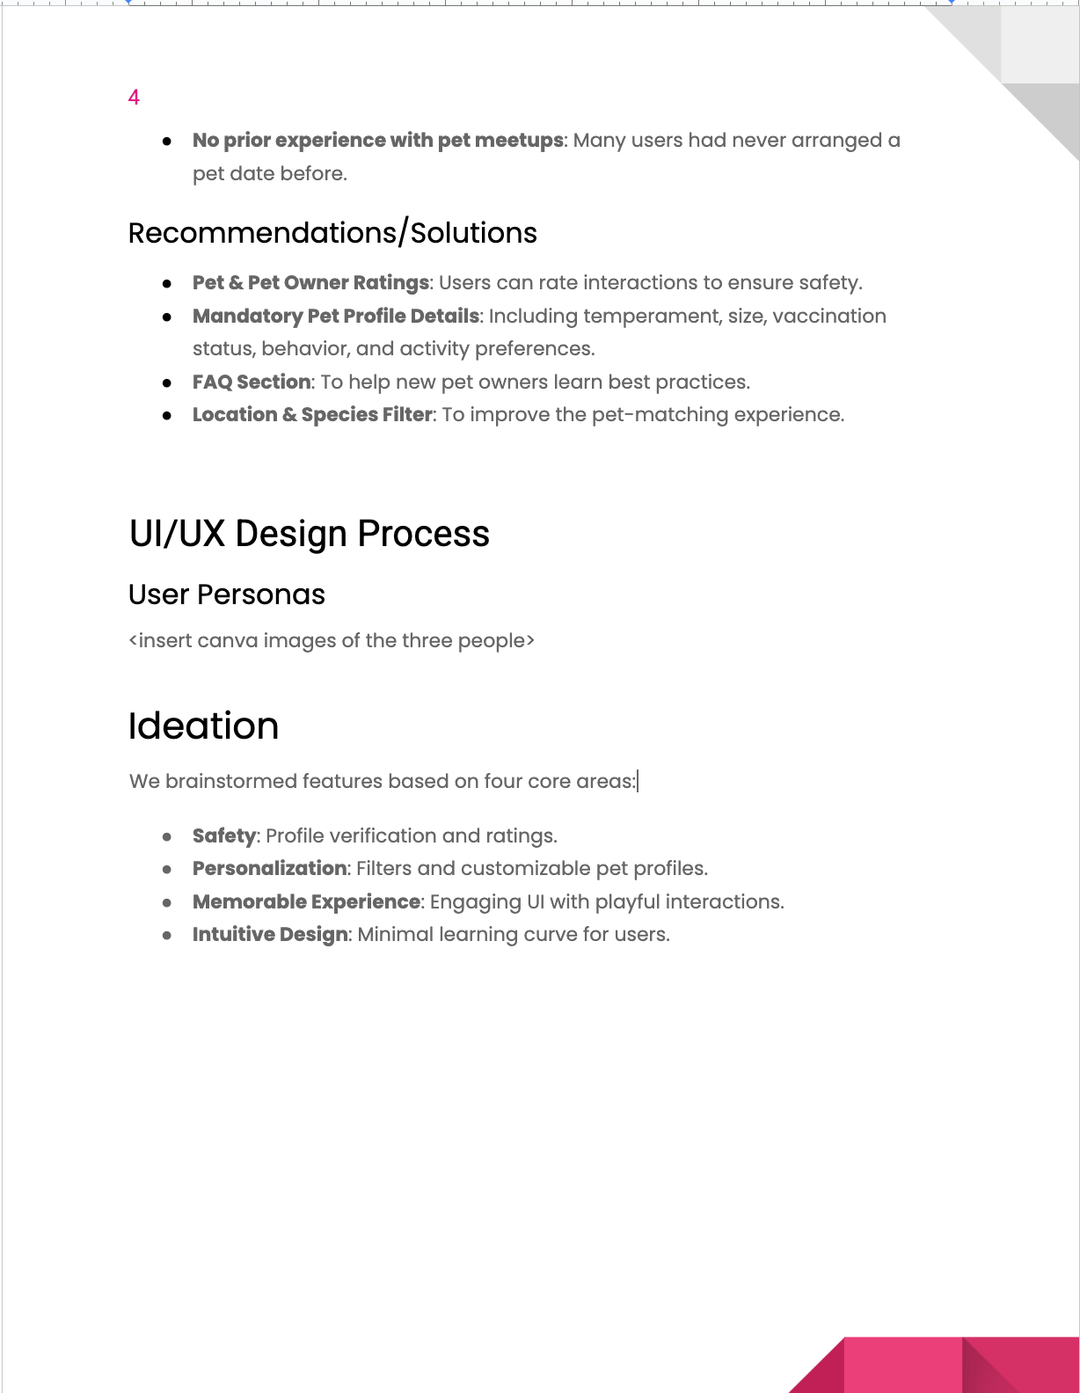 4
● No prior experience with pet meetups: Many users had never arranged a
pet date before.
Recommendations/Solutions
● Pet & Pet Owner Ratings: Users can rate interactions to ensure safety.
● Mandatory Pet Profile Details: Including temperament, size, vaccination
status, behavior, and activity preferences.
● FAQ Section: To help new pet owners learn best practices.
● Location & Species Filter: To improve the pet-matching experience.
UI/UX Design Process
User Personas
<insert canva images of the three people>
Ideation
We brainstormed features based on four core areas:
● Safety: Profile verification and ratings.
● Personalization: Filters and customizable pet profiles.
● Memorable Experience: Engaging UI with playful interactions.
● Intuitive Design: Minimal learning curve for users.